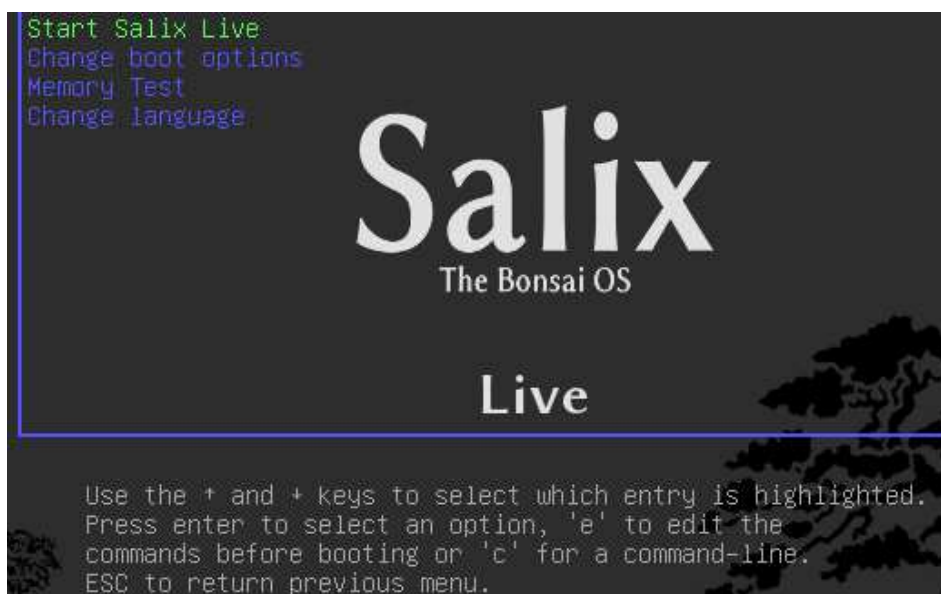 Start Salix Live
Change boot options
Memory Test
Change language
Salix
The Bonsai OS
Live
Use the ↑ and ↓ keys to select which entry is highlighted.
Press enter to select an option, 'e' to edit the
commands before booting or 'c' for a command-line.
ESC to return previous menu.